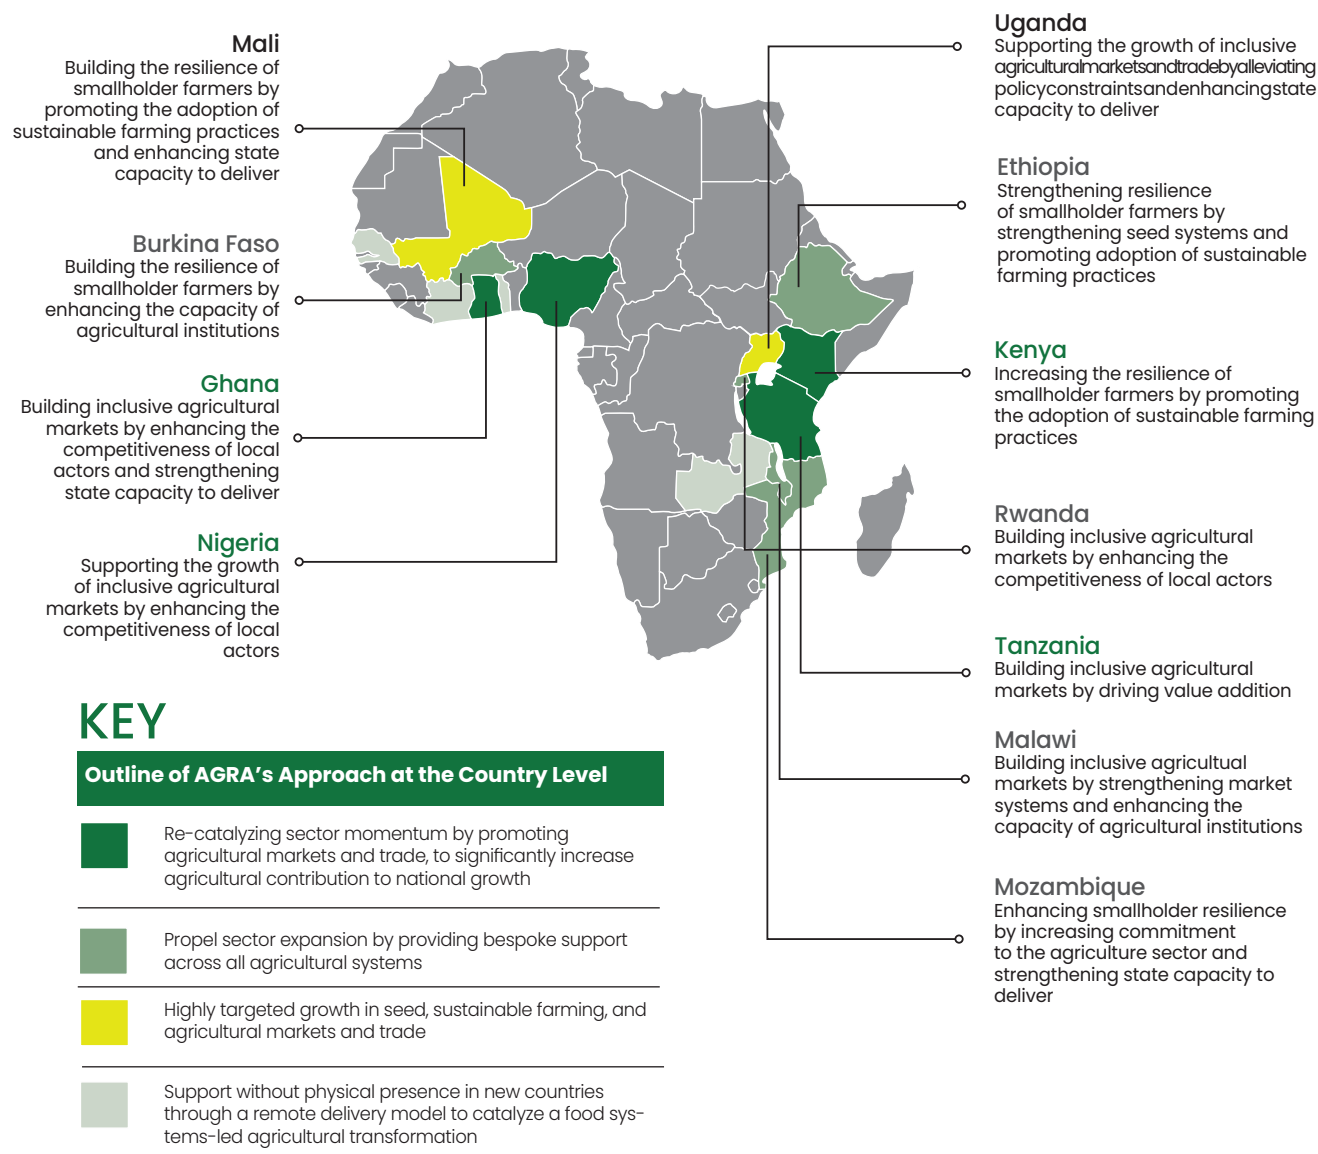 Mali
Building the resilience of
smallholder farmers by
promoting the adoption of
sustainable farming practices
and enhancing state
capacity to deliver
Burkina Faso
Building the resilience of
smallholder farmers by
enhancing the capacity of
agricultural institutions
Ghana
Building inclusive agricultural
markets by enhancing the
competitiveness of local
actors and strengthening
state capacity to deliver
Nigeria
Supporting the growth
of inclusive agricultural
markets by enhancing the
competitiveness of local
actors
Uganda
Supporting the growth of inclusive
agriculturalmarketsandtradebyalleviating
policyconstraintsandenhancingstate
capacity to deliver
Ethiopia
Strengthening resilience
of smallholder farmers by
strengthening seed systems and
promoting adoption of sustainable
farming practices
Kenya
Increasing the resilience of
smallholder farmers by promoting
the adoption of sustainable farming
practices
Rwanda
Building inclusive agricultural
markets by enhancing the
competitiveness of local actors
Tanzania
Building inclusive agricultural
markets by driving value addition
Malawi
Building inclusive agricultual
markets by strengthening market
systems and enhancing the
capacity of agricultural institutions
Mozambique
Enhancing smallholder resilience
by increasing commitment
to the agriculture sector and
strengthening state capacity to
deliver
KEY
Outline of AGRA's Approach at the Country Level
Re-catalyzing sector momentum by promoting
agricultural markets and trade, to significantly increase
agricultural contribution to national growth
Propel sector expansion by providing bespoke support
across all agricultural systems
Highly targeted growth in seed, sustainable farming, and
agricultural markets and trade
Support without physical presence in new countries
through a remote delivery model to catalyze a food sys-
tems-led agricultural transformation